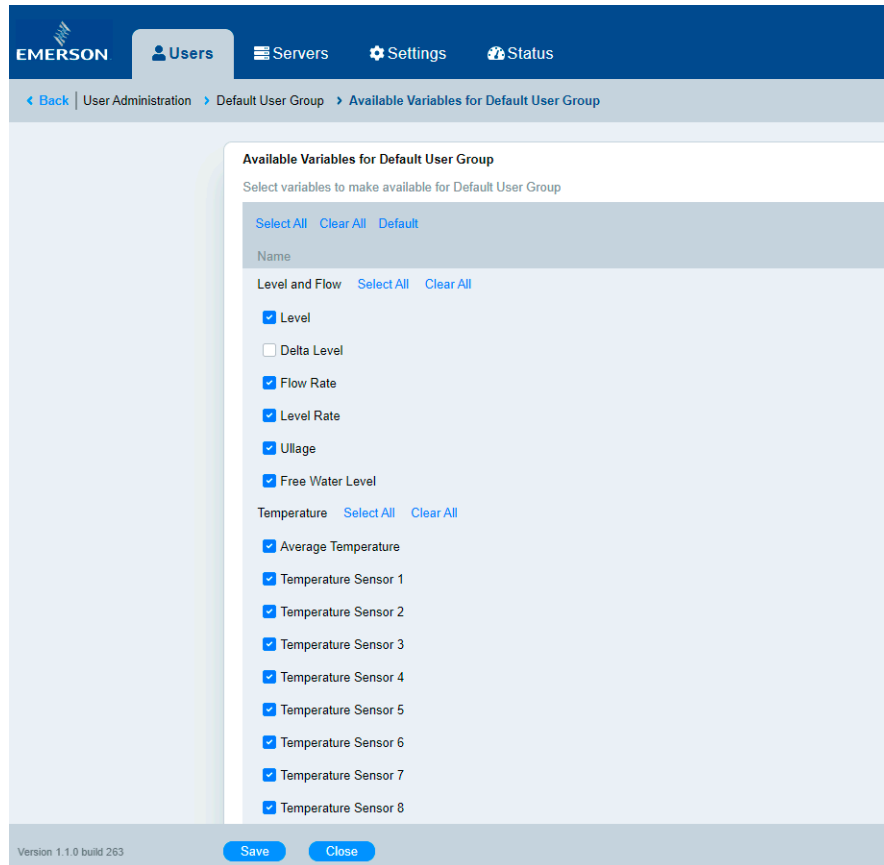 EMERSON Users Servers Settings Status
Back User Administration Default User Group Available Variables for Default User Group
Available Variables for Default User Group
Select variables to make available for Default User Group
Select All Clear All Default
Name
Level and Flow Select All Clear All
Level
Delta Level
Flow Rate
Level Rate
Ullage
Free Water Level
Temperature Select All Clear All
Average Temperature
Temperature Sensor 1
Temperature Sensor 2
Temperature Sensor 3
Temperature Sensor 4
Temperature Sensor 5
Temperature Sensor 6
Temperature Sensor 7
Temperature Sensor 8
Version 1.1.0 build 263 Save Close